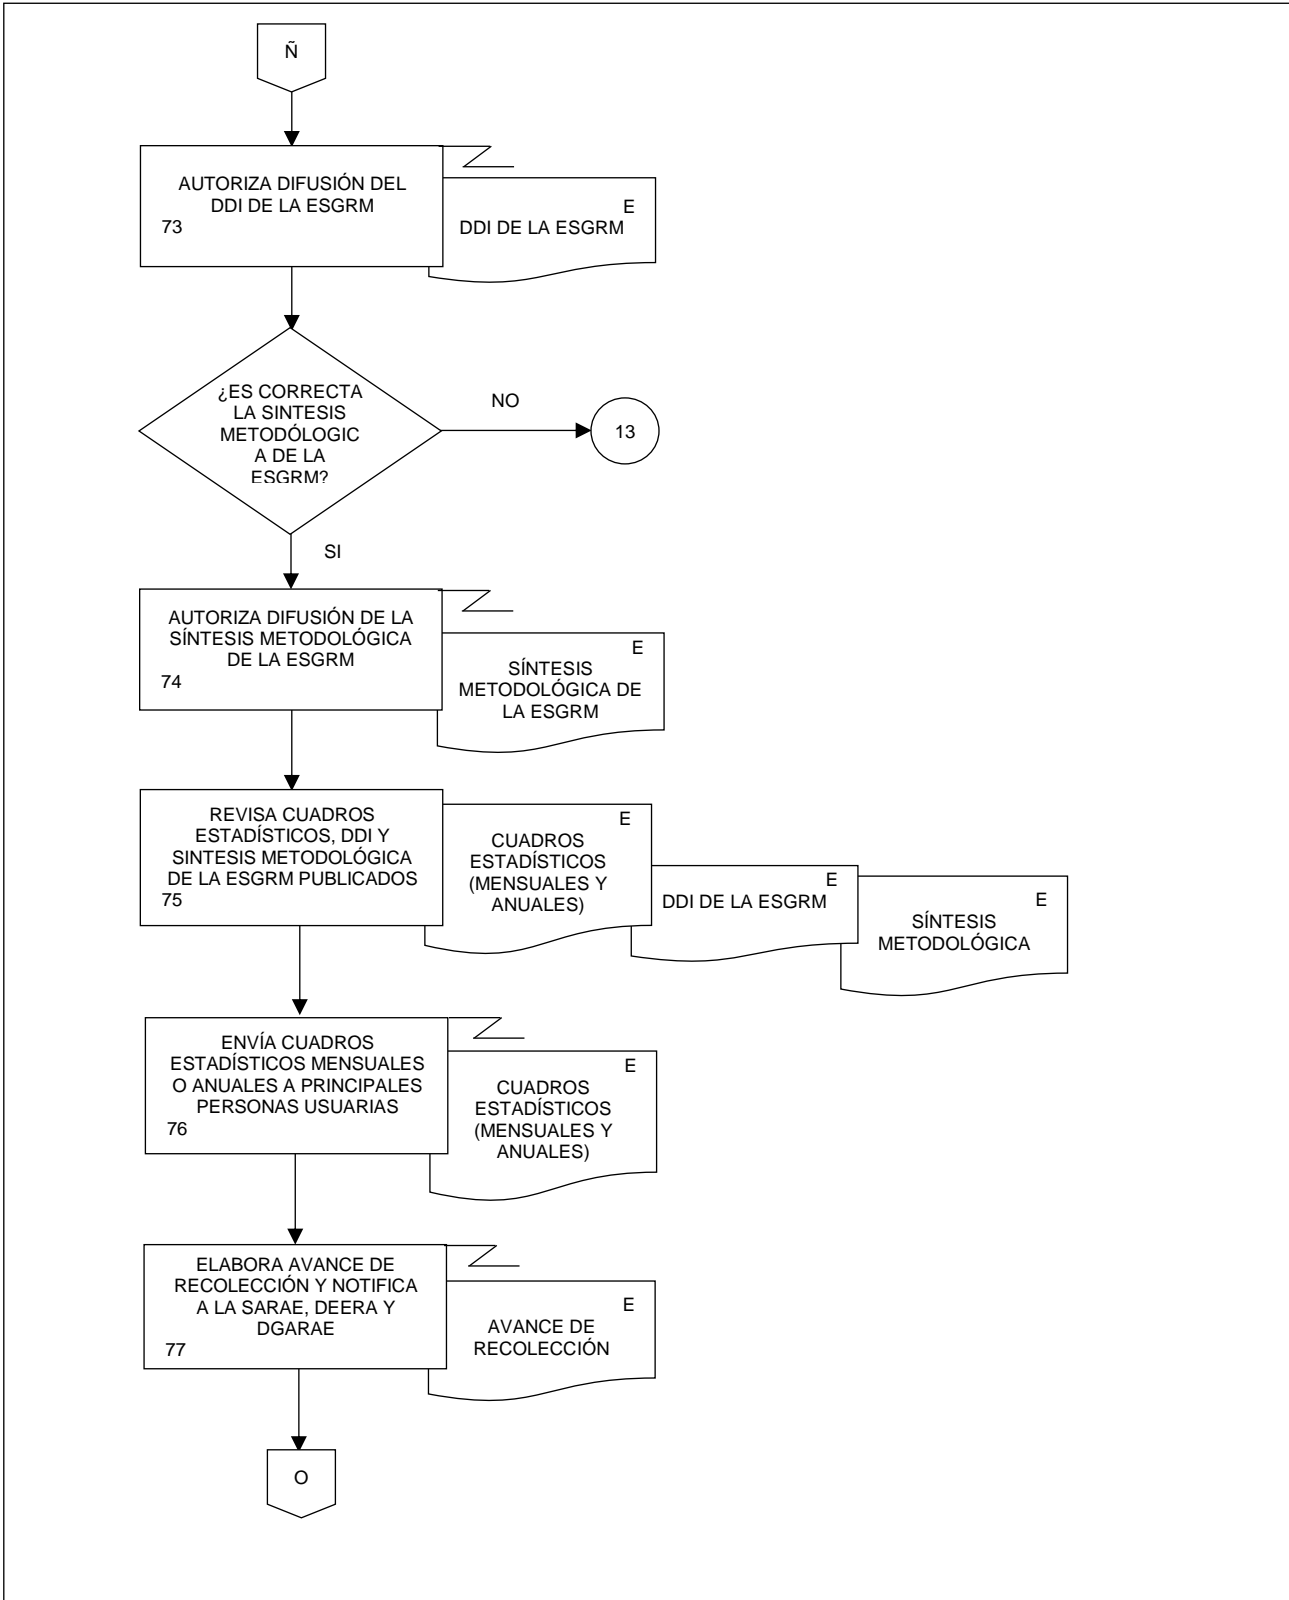 Ñ
AUTORIZA DIFUSIÓN DEL
DDI DE LA ESGRM
73
E
DDI DE LA ESGRM
¿ES CORRECTA
LA SINTESIS
METODÓLOGIC
A DE LA
ESGRM?
NO
13
SI
AUTORIZA DIFUSIÓN DE LA
SÍNTESIS METODOLÓGICA
DE LA ESGRM
74
E
SÍNTESIS
METODOLÓGICA DE
LA ESGRM
REVISA CUADROS
ESTADÍSTICOS, DDI Y
SINTESIS METODOLÓGICA
DE LA ESGRM PUBLICADOS
75
E
CUADROS
ESTADÍSTICOS
(MENSUALES Y
ANUALES)
E
DDI DE LA ESGRM
E
SÍNTESIS
METODOLÓGICA
ENVÍA CUADROS
ESTADÍSTICOS MENSUALES
O ANUALES A PRINCIPALES
PERSONAS USUARIAS
76
E
CUADROS
ESTADÍSTICOS
(MENSUALES Y
ANUALES)
ELABORA AVANCE DE
RECOLECCIÓN Y NOTIFICA
A LA SARAE, DEERA Y
DGARAE
77
E
AVANCE DE
RECOLECCIÓN
O